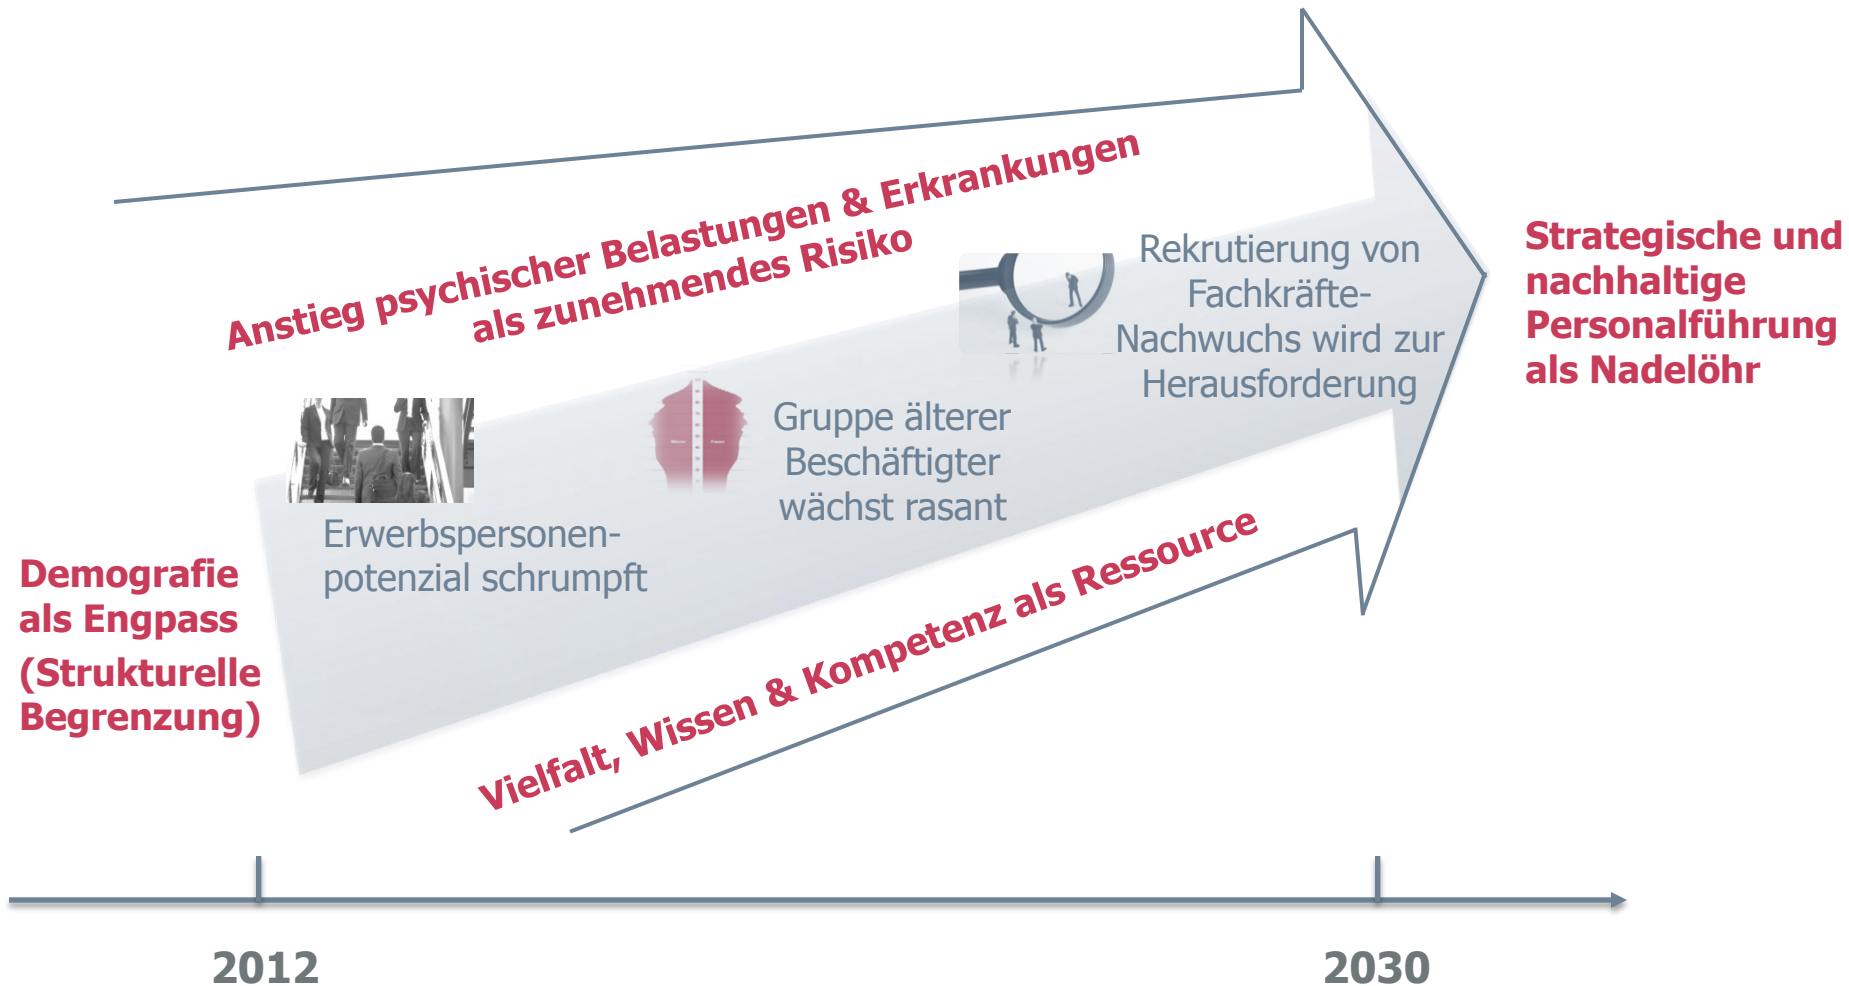 Anstieg psychischer Belastungen & Erkrankungen
als zunehmendes Risiko
Rekrutierung von
Fachkräfte-
Nachwuchs wird zur
Herausforderung
Strategische und
nachhaltige
Personalführung
als Nadelöhr
Gruppe älterer
Beschäftigter
wächst rasant
Erwerbspersonen-
potenzial schrumpft
Demografie
als Engpass
(Strukturelle
Begrenzung)
Vielfalt, Wissen & Kompetenz als Ressource
2012
2030